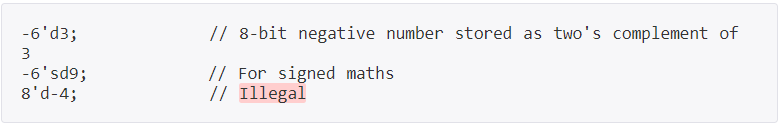 -6'd3; // 8-bit negative number stored as two's complement of
3
-6'sd9; // For signed maths
8'd-4; // Illegal